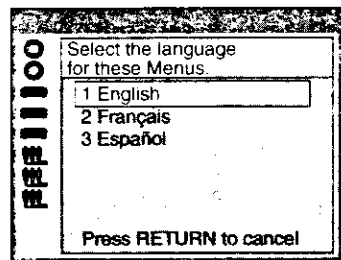 Select the language
for these Menus.
1 English
2 Français
3 Español
Press RETURN to cancel